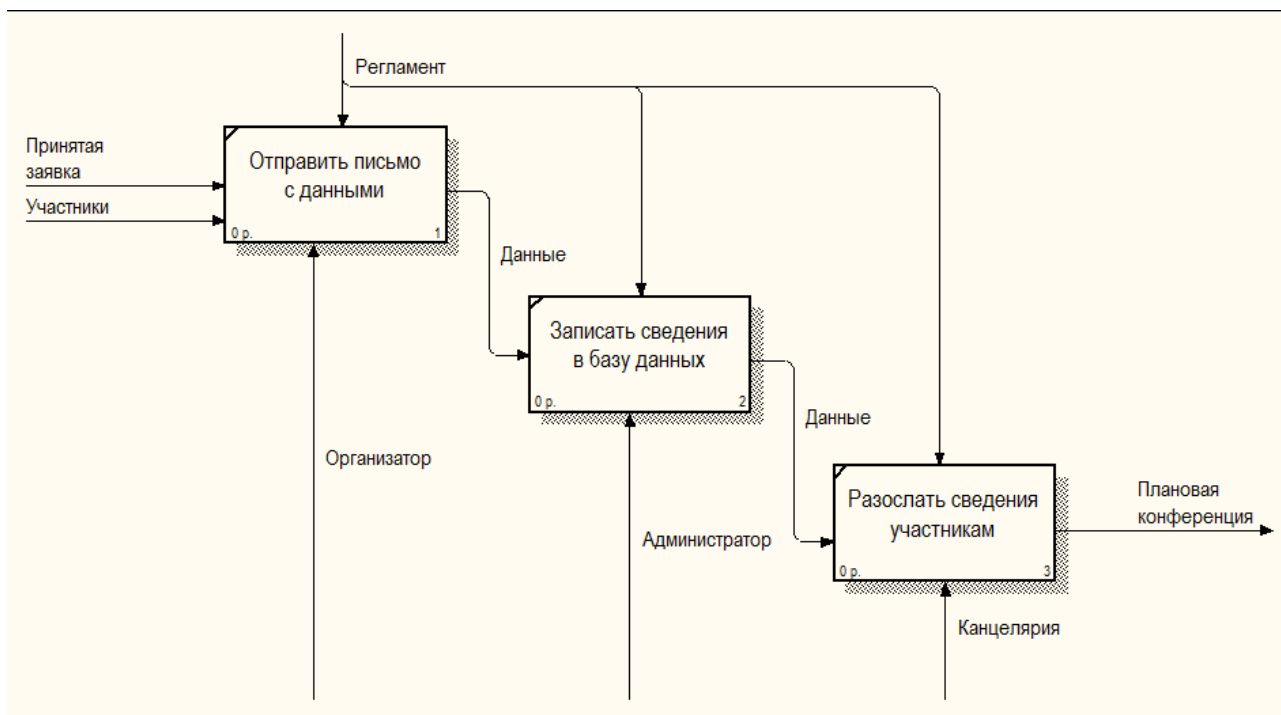 Регламент
Принятая
заявка
Участники
Отправить письмо
с данными
0 р.
1
Данные
Записать сведения
в базу данных
0 р.
2
Данные
Организатор
Администратор
Разослать сведения
участникам
0 р.
3
Плановая
конференция
Канцелярия